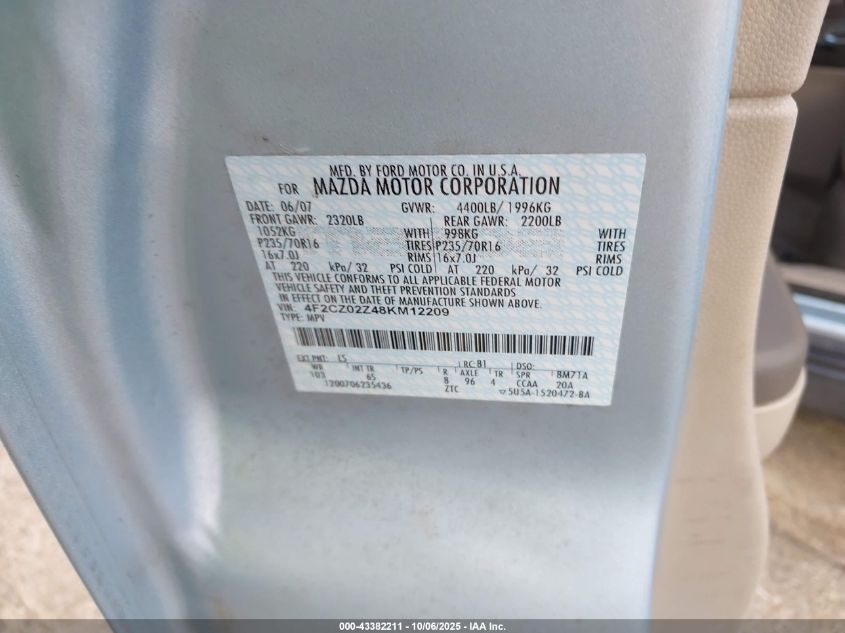 MFD. BY FORD MOTOR CO. IN U.S.A.
FOR MAZDA MOTOR CORPORATION
DATE: 06/07 GVWR: 4400LB/ 1996KG
FRONT GAWR: 2320LB REAR GAWR: 2200LB
1052KG WITH 998KG WITH
P235/70R16 TIRES P235/70R16 TIRES
16x7.0J RIMS 16x7.0J RIMS
AT 220 kPa/ 32 PSI COLD AT 220 kPa/ 32 PSI COLD
THIS VEHICLE CONFORMS TO ALL APPLICABLE FEDERAL MOTOR
VEHICLE SAFETY AND THEFT PREVENTION STANDARDS
IN EFFECT ON THE DATE OF MANUFACTURE SHOWN ABOVE.
VIN: 4F2CZ02Z48KM12209
TYPE: MPV
EXT PNT: LS RC: 81 DSO:
WB INT TR TP/PS R AXLE TR SPR 8M71A
103 65 8 96 4 CCAA 20A
1200706235436 ZTC 5U5A-1520472-BA
000-43382211 - 10/06/2025 - IAA Inc.